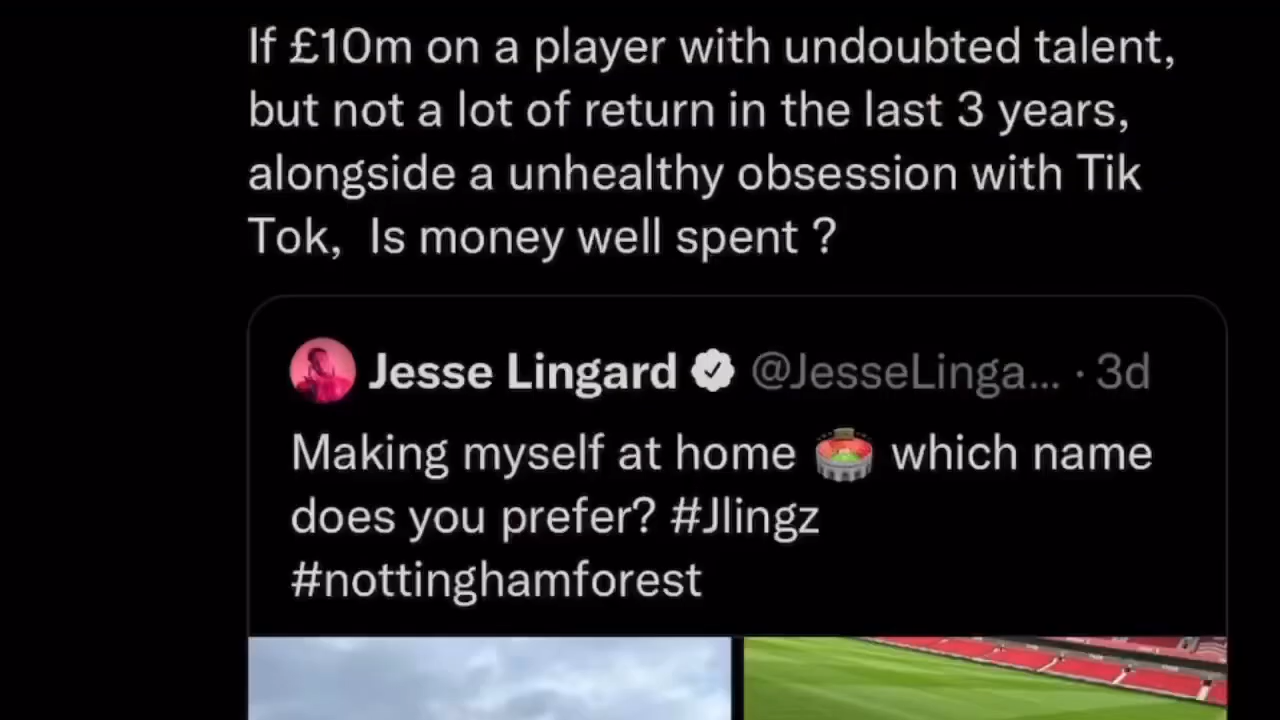 If £10m on a player with undoubted talent,
but not a lot of return in the last 3 years,
alongside a unhealthy obsession with Tik
Tok,  Is money well spent ?
Jesse Lingard @JesseLinga... · 3d
Making myself at home 🏟️ which name
does you prefer? #Jlingz
#nottinghamforest